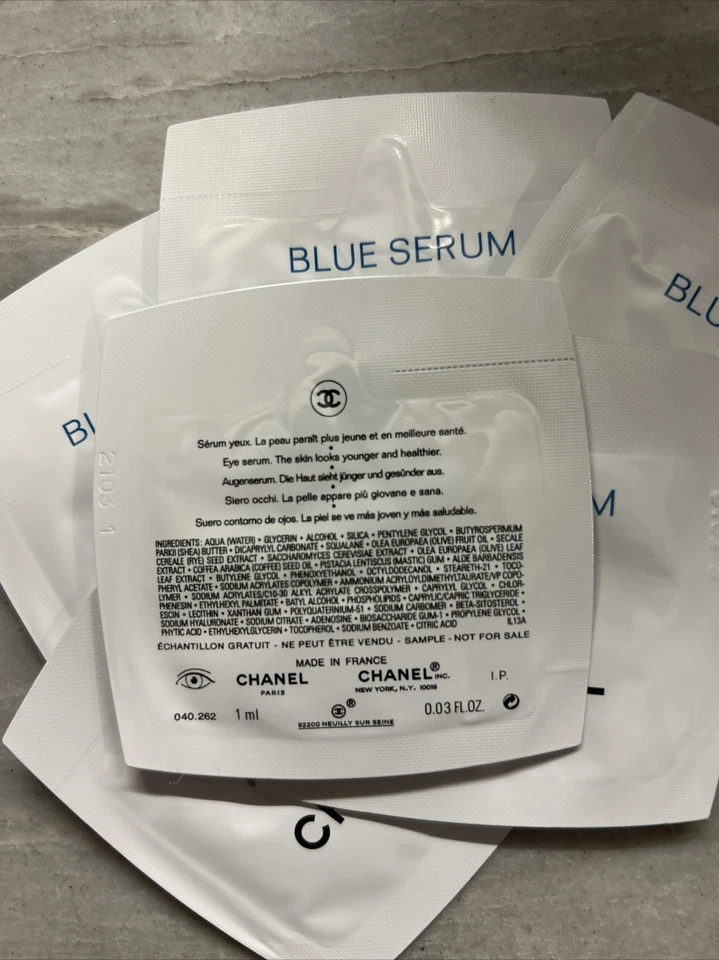 BLUE SERUM
BLU
BL
M
2103 1
Sérum yeux. La peau paraît plus jeune et en meilleure santé.
Eye serum. The skin looks younger and healthier.
Augenserum. Die Haut sieht jünger und gesünder aus.
Siero occhi. La pelle appare più giovane e sana.
Suero contorno de ojos. La piel se ve más joven y más saludable.
INGREDIENTS: AQUA (WATER) • GLYCERIN • ALCOHOL • SILICA • PENTYLENE GLYCOL • BUTYROSPERMUM
PARKII (SHEA) BUTTER • DICAPRYLYL CARBONATE • SQUALANE • OLEA EUROPAEA (OLIVE) FRUIT OIL • SECALE
CEREALE (RYE) SEED EXTRACT • SACCHAROMYCES CEREVISIAE EXTRACT • OLEA EUROPAEA (OLIVE) LEAF
EXTRACT • COFFEA ARABICA (COFFEE) SEED OIL • PISTACIA LENTISCUS (MASTIC) GUM • ALOE BARBADENSIS
LEAF EXTRACT • BUTYLENE GLYCOL • PHENOXYETHANOL • OCTYLDODECANOL • STEARETH-21 • TOCO-
PHERYL ACETATE • SODIUM ACRYLATES COPOLYMER • AMMONIUM ACRYLOYLDIMETHYLTAURATE/VP COPO-
LYMER • SODIUM ACRYLATES/C10-30 ALKYL ACRYLATE CROSSPOLYMER • CAPRYLYL GLYCOL • CHLOR-
PHENESIN • ETHYLHEXYL PALMITATE • BATYL ALCOHOL • PHOSPHOLIPIDS • CAPRYLIC/CAPRIC TRIGLYCERIDE •
ESCIN • LECITHIN • XANTHAN GUM • POLYQUATERNIUM-51 • SODIUM CARBOMER • BETA-SITOSTEROL •
SODIUM HYALURONATE • SODIUM CITRATE • ADENOSINE • BIOSACCHARIDE GUM-1 • PROPYLENE GLYCOL •
PHYTIC ACID • ETHYLHEXYLGLYCERIN • TOCOPHEROL • SODIUM BENZOATE • CITRIC ACID IL13A
ÉCHANTILLON GRATUIT - NE PEUT ÊTRE VENDU - SAMPLE - NOT FOR SALE
MADE IN FRANCE
CHANEL CHANEL® INC. I.P.
PARIS NEW YORK, N.Y. 10019
040.262 1 ml ® 0.03 FL.OZ.
92200 NEUILLY SUR SEINE
CH